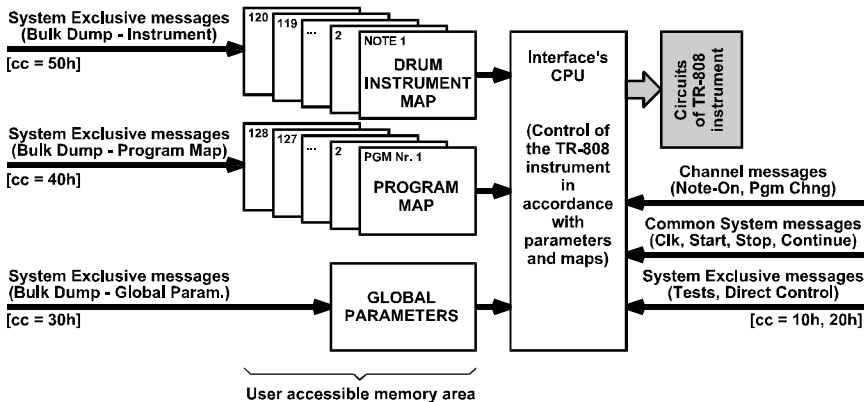 System Exclusive messages
(Bulk Dump - Instrument)
[cc = 50h]
120
119
...
2
NOTE 1
DRUM
INSTRUMENT
MAP
System Exclusive messages
(Bulk Dump - Program Map)
[cc = 40h]
128
127
...
2
PGM Nr. 1
PROGRAM
MAP
System Exclusive messages
(Bulk Dump - Global Param.)
[cc = 30h]
GLOBAL
PARAMETERS
User accessible memory area
Interface's
CPU
(Control of
the TR-808
instrument
in
accordance
with
parameters
and maps)
Circuits
of TR-808
instrument
Channel messages
(Note-On, Pgm Chng)
Common System messages
(Clk, Start, Stop, Continue)
System Exclusive messages
(Tests, Direct Control)
[cc = 10h, 20h]